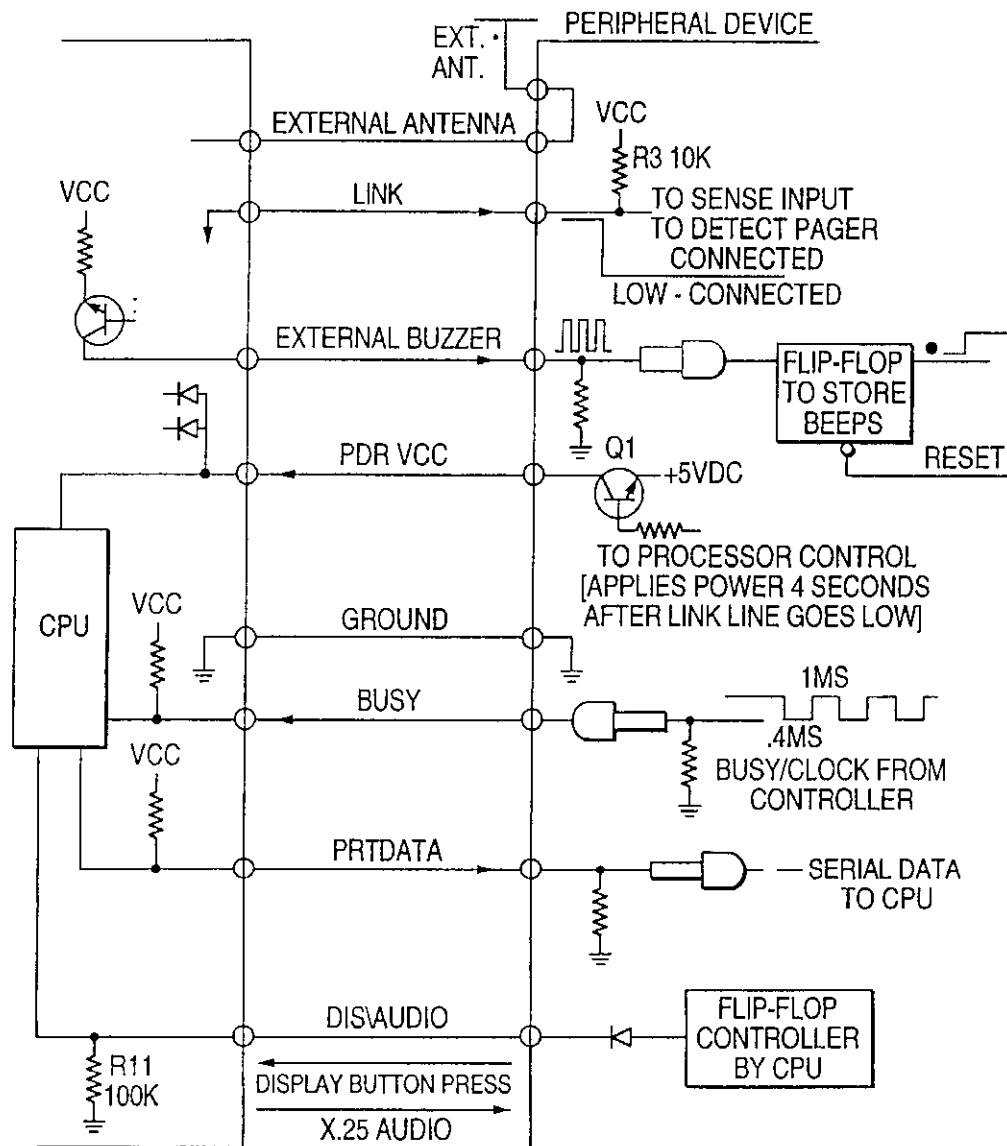 PERIPHERAL DEVICE
EXT.
ANT.
EXTERNAL ANTENNA
VCC
R3 10K
VCC
LINK
TO SENSE INPUT
TO DETECT PAGER
CONNECTED
LOW - CONNECTED
EXTERNAL BUZZER
FLIP-FLOP
TO STORE
BEEPS
RESET
PDR VCC
Q1
+5VDC
TO PROCESSOR CONTROL
[APPLIES POWER 4 SECONDS
AFTER LINK LINE GOES LOW]
CPU
VCC
GROUND
BUSY
1MS
.4MS
BUSY/CLOCK FROM
CONTROLLER
VCC
PRTDATA
SERIAL DATA
TO CPU
DIS\AUDIO
FLIP-FLOP
CONTROLLER
BY CPU
R11
100K
DISPLAY BUTTON PRESS
X.25 AUDIO